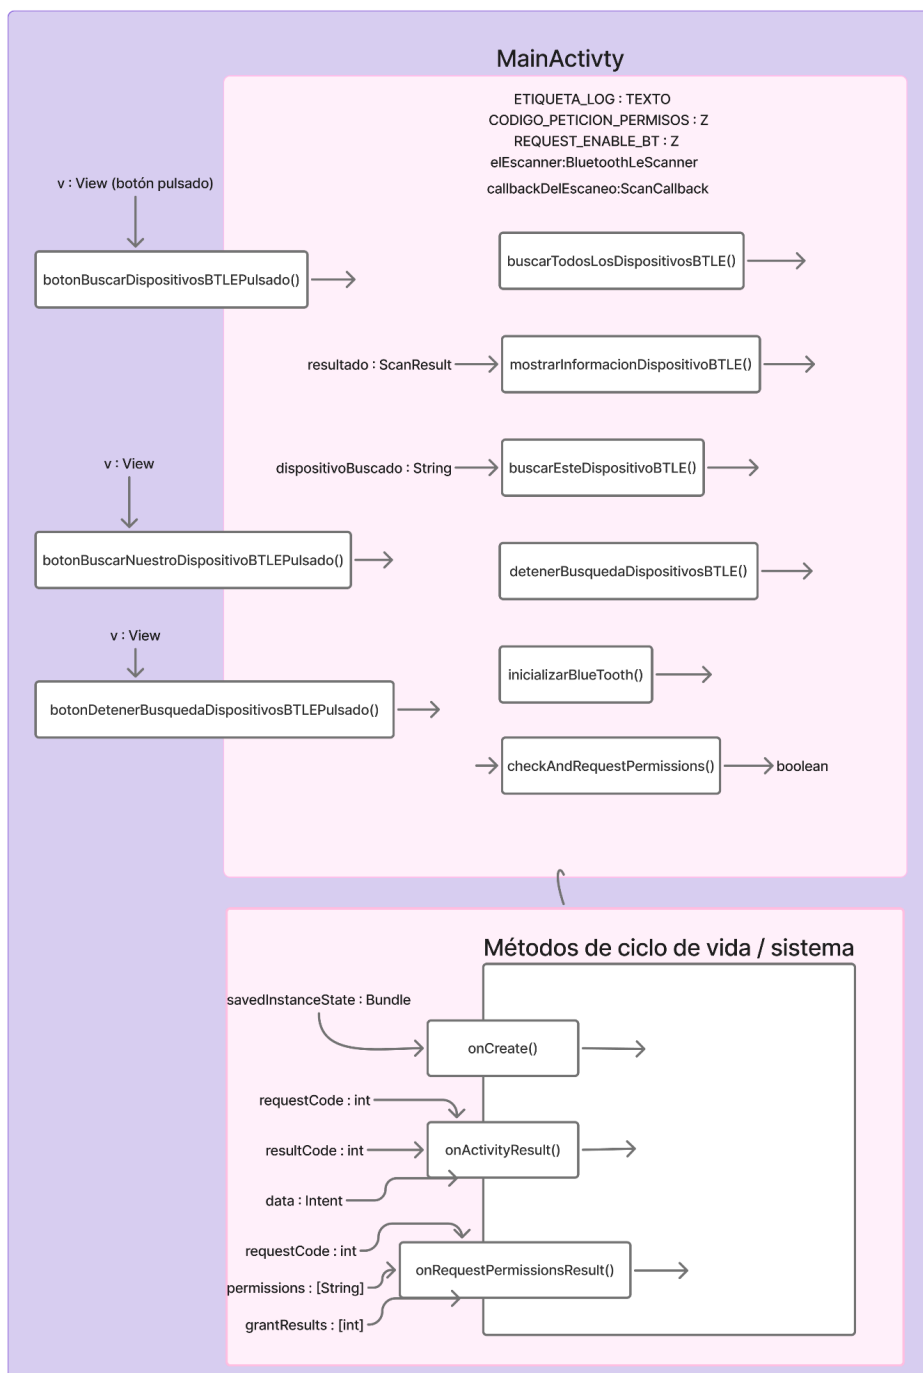 MainActivty
ETIQUETA_LOG : TEXTO
CODIGO_PETICION_PERMISOS : Z
REQUEST_ENABLE_BT : Z
elEscanner:BluetoothLeScanner
callbackDelEscaneo:ScanCallback
v : View (botón pulsado)
botonBuscarDispositivosBTLEPulsado()
buscarTodosLosDispositivosBTLE()
resultado : ScanResult
mostrarInformacionDispositivoBTLE()
v : View
dispositivoBuscado : String
buscarEsteDispositivoBTLE()
botonBuscarNuestroDispositivoBTLEPulsado()
detenerBusquedaDispositivosBTLE()
v : View
inicializarBlueTooth()
botonDetenerBusquedaDispositivosBTLEPulsado()
checkAndRequestPermissions()
boolean
Métodos de ciclo de vida / sistema
savedInstanceState : Bundle
onCreate()
requestCode : int
resultCode : int
onActivityResult()
data : Intent
requestCode : int
onRequestPermissionsResult()
permissions : [String]
grantResults : [int]